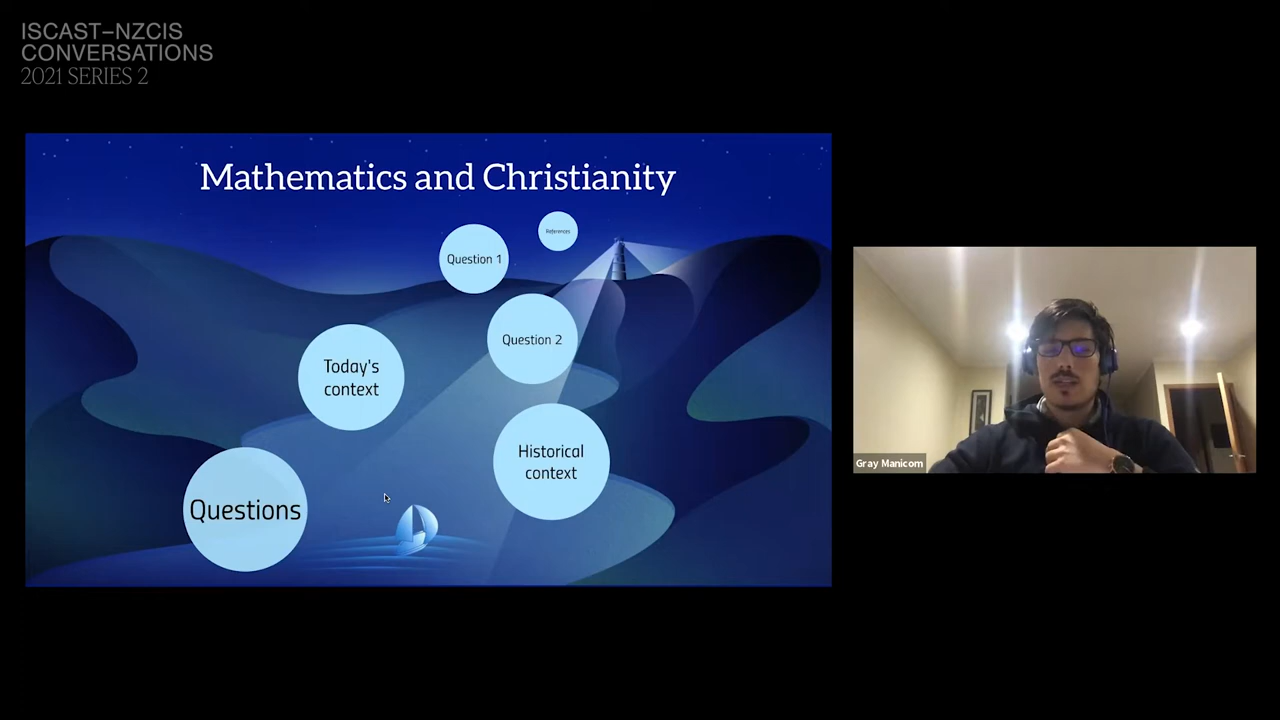 ISCAST–NZCIS
CONVERSATIONS
2021 SERIES 2
Mathematics and Christianity
References
Question 1
Question 2
Today's
context
Historical
context
Questions
Gray Manicom